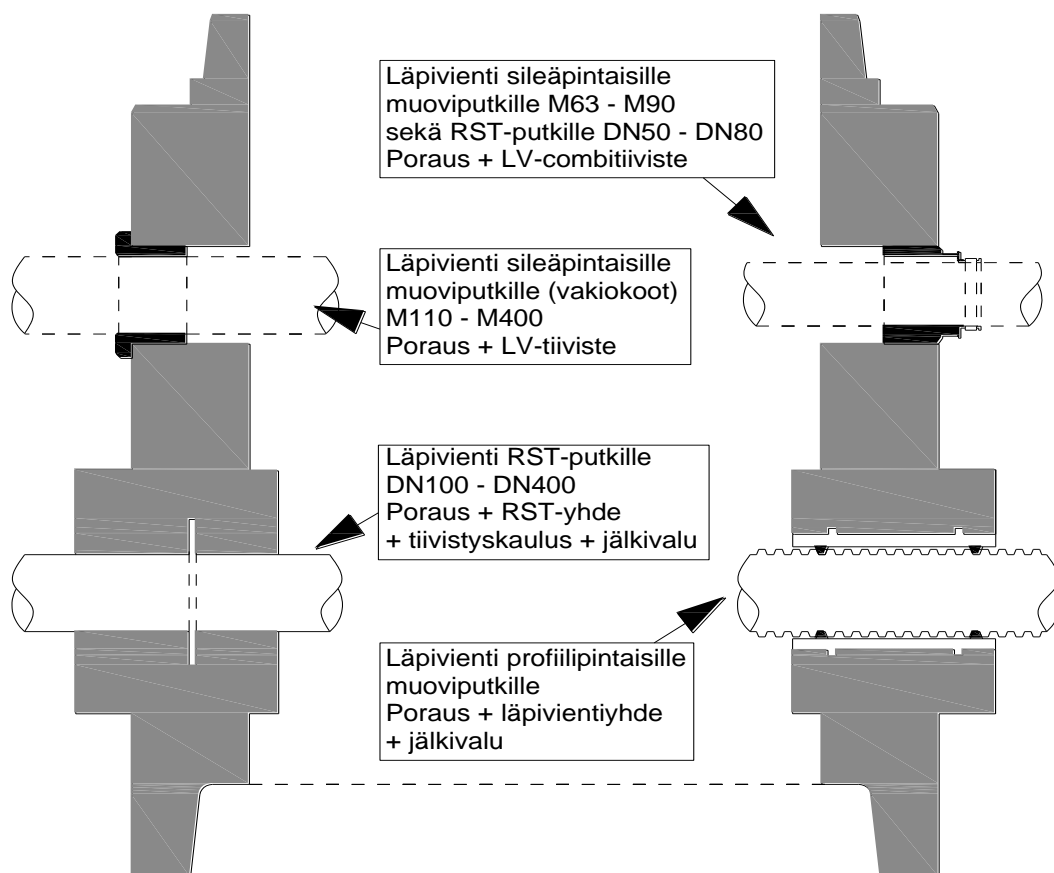 Läpivienti sileäpintaisille
muoviputkille M63 - M90
sekä RST-putkille DN50 - DN80
Poraus + LV-combitiiviste
Läpivienti sileäpintaisille
muoviputkille (vakiokoot)
M110 - M400
Poraus + LV-tiiviste
Läpivienti RST-putkille
DN100 - DN400
Poraus + RST-yhde
+ tiivistyskaulus + jälkivalu
Läpivienti profiilipintaisille
muoviputkille
Poraus + läpivientiyhde
+ jälkivalu